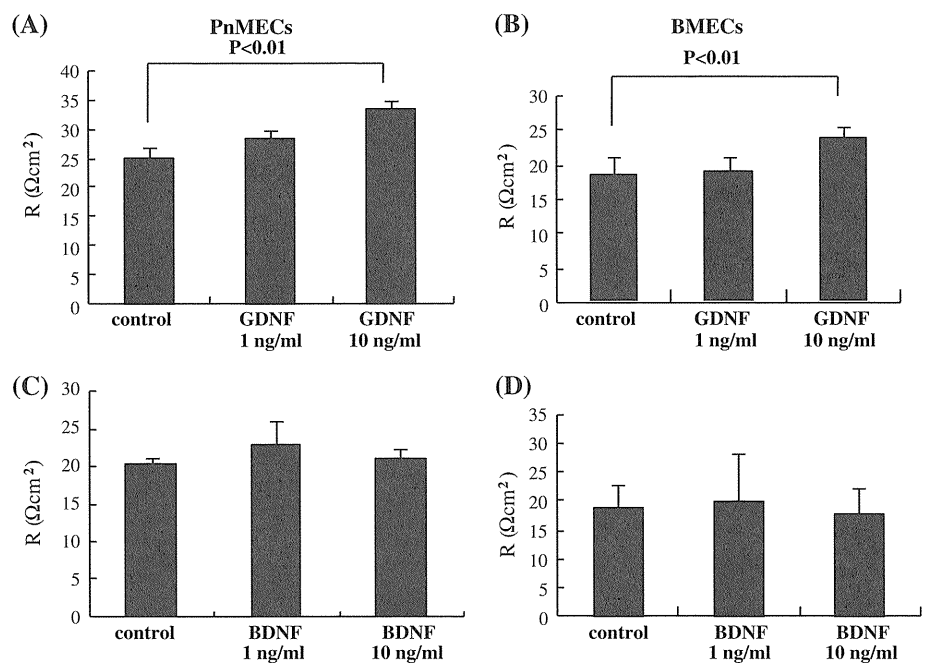 (A)
PnMECs
P<0.01
R (Ωcm²)
40
35
30
25
20
15
10
5
0
control
GDNF
1 ng/ml
GDNF
10 ng/ml
(B)
BMECs
P<0.01
R (Ωcm²)
30
25
20
15
10
5
0
control
GDNF
1 ng/ml
GDNF
10 ng/ml
(C)
R (Ωcm²)
30
25
20
15
10
5
0
control
BDNF
1 ng/ml
BDNF
10 ng/ml
(D)
R (Ωcm²)
35
30
25
20
15
10
5
0
control
BDNF
1 ng/ml
BDNF
10 ng/ml